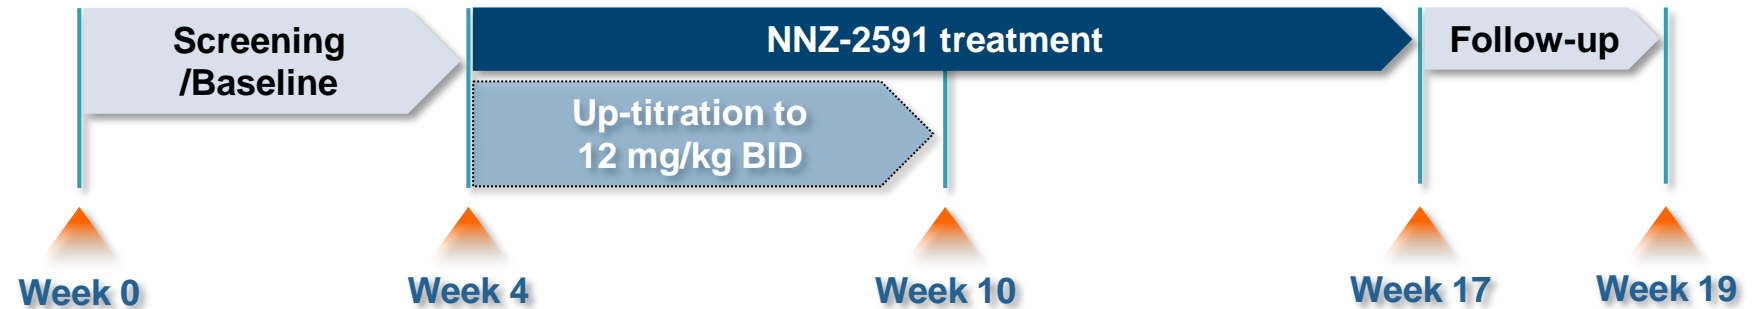 Screening
/Baseline
NNZ-2591 treatment
Follow-up
Up-titration to
12 mg/kg BID
Week 0
Week 4
Week 10
Week 17
Week 19